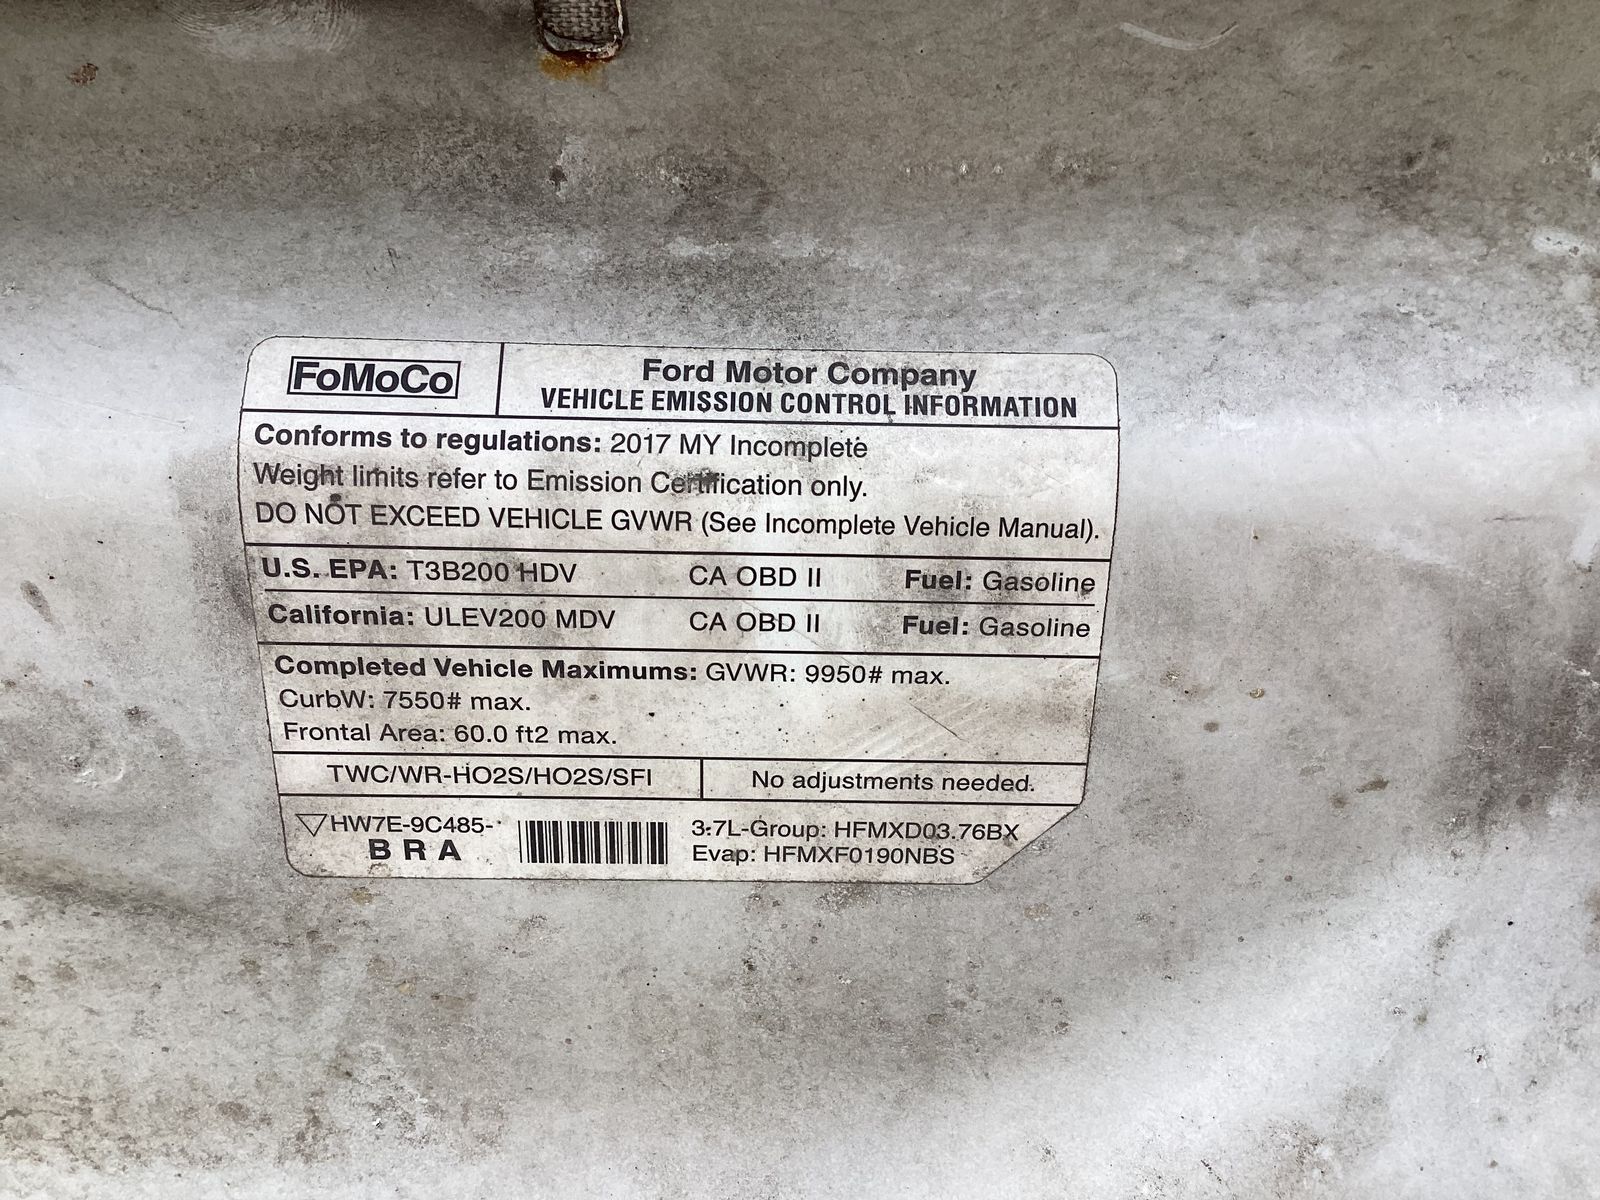 FoMoCo
Ford Motor Company
VEHICLE EMISSION CONTROL INFORMATION
Conforms to regulations: 2017 MY Incomplete
Weight limits refer to Emission Certification only.
DO NOT EXCEED VEHICLE GVWR (See Incomplete Vehicle Manual).
U.S. EPA: T3B200 HDV CA OBD II Fuel: Gasoline
California: ULEV200 MDV CA OBD II Fuel: Gasoline
Completed Vehicle Maximums: GVWR: 9950# max.
CurbW: 7550# max.
Frontal Area: 60.0 ft2 max.
TWC/WR-HO2S/HO2S/SFI
No adjustments needed.
HW7E-9C485-
B R A
3.7L-Group: HFMXD03.76BX
Evap: HFMXF0190NBS